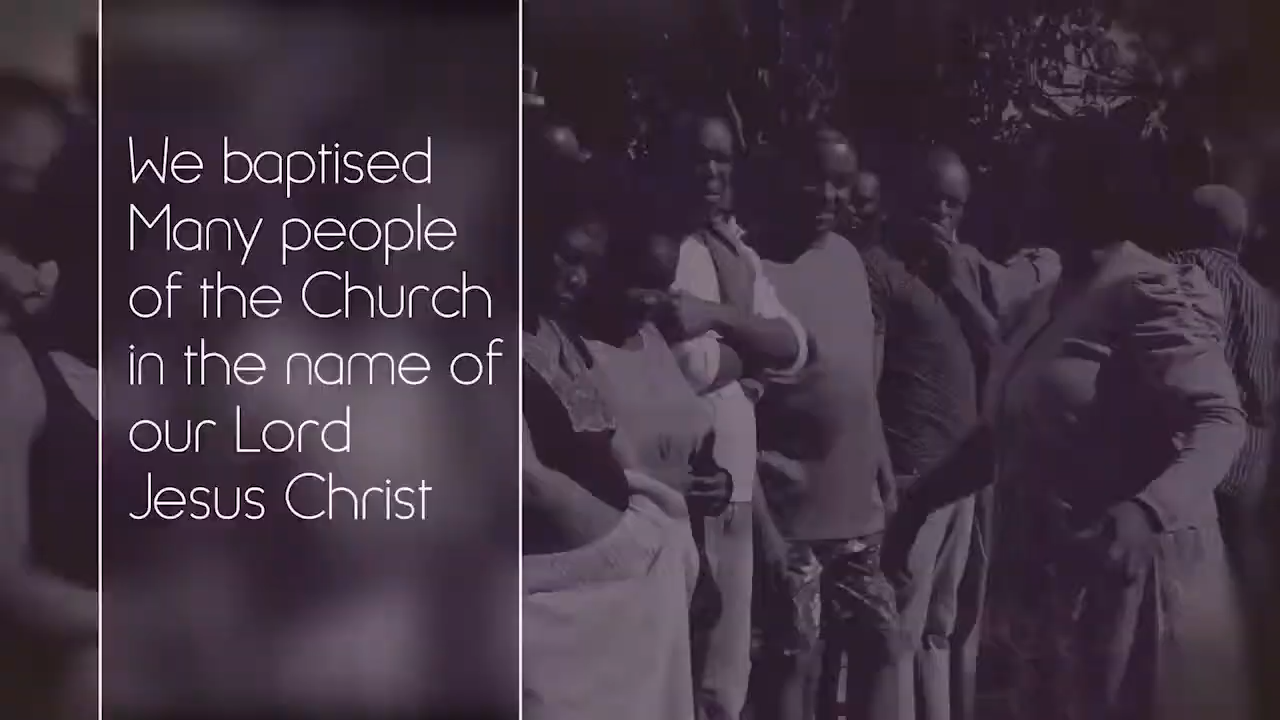 We baptised
Many people
of the Church
in the name of
our Lord
Jesus Christ